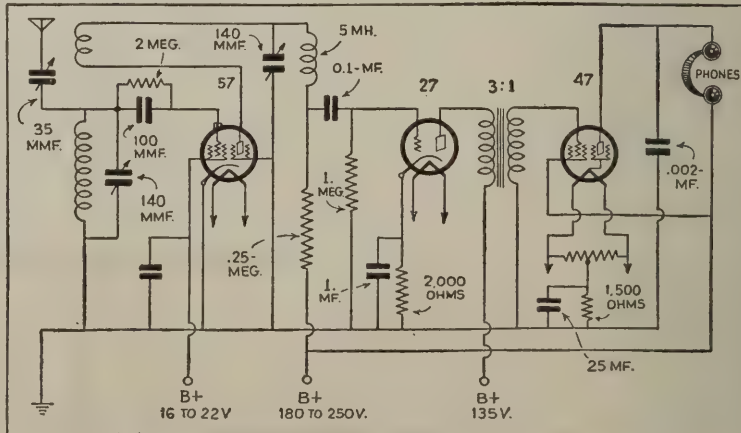 2 MEG.
140
MMF.
5 MH.
0.1-MF.
57
27
3:1
47
PHONES
35
MMF.
100
MMF.
140
MMF.
1.
MEG.
.002-
MF.
.25-
MEG.
1.
MF.
2,000
OHMS
1,500
OHMS
25 MF.
B+
16 TO 22V.
B+
180 TO 250V.
B+
135V.